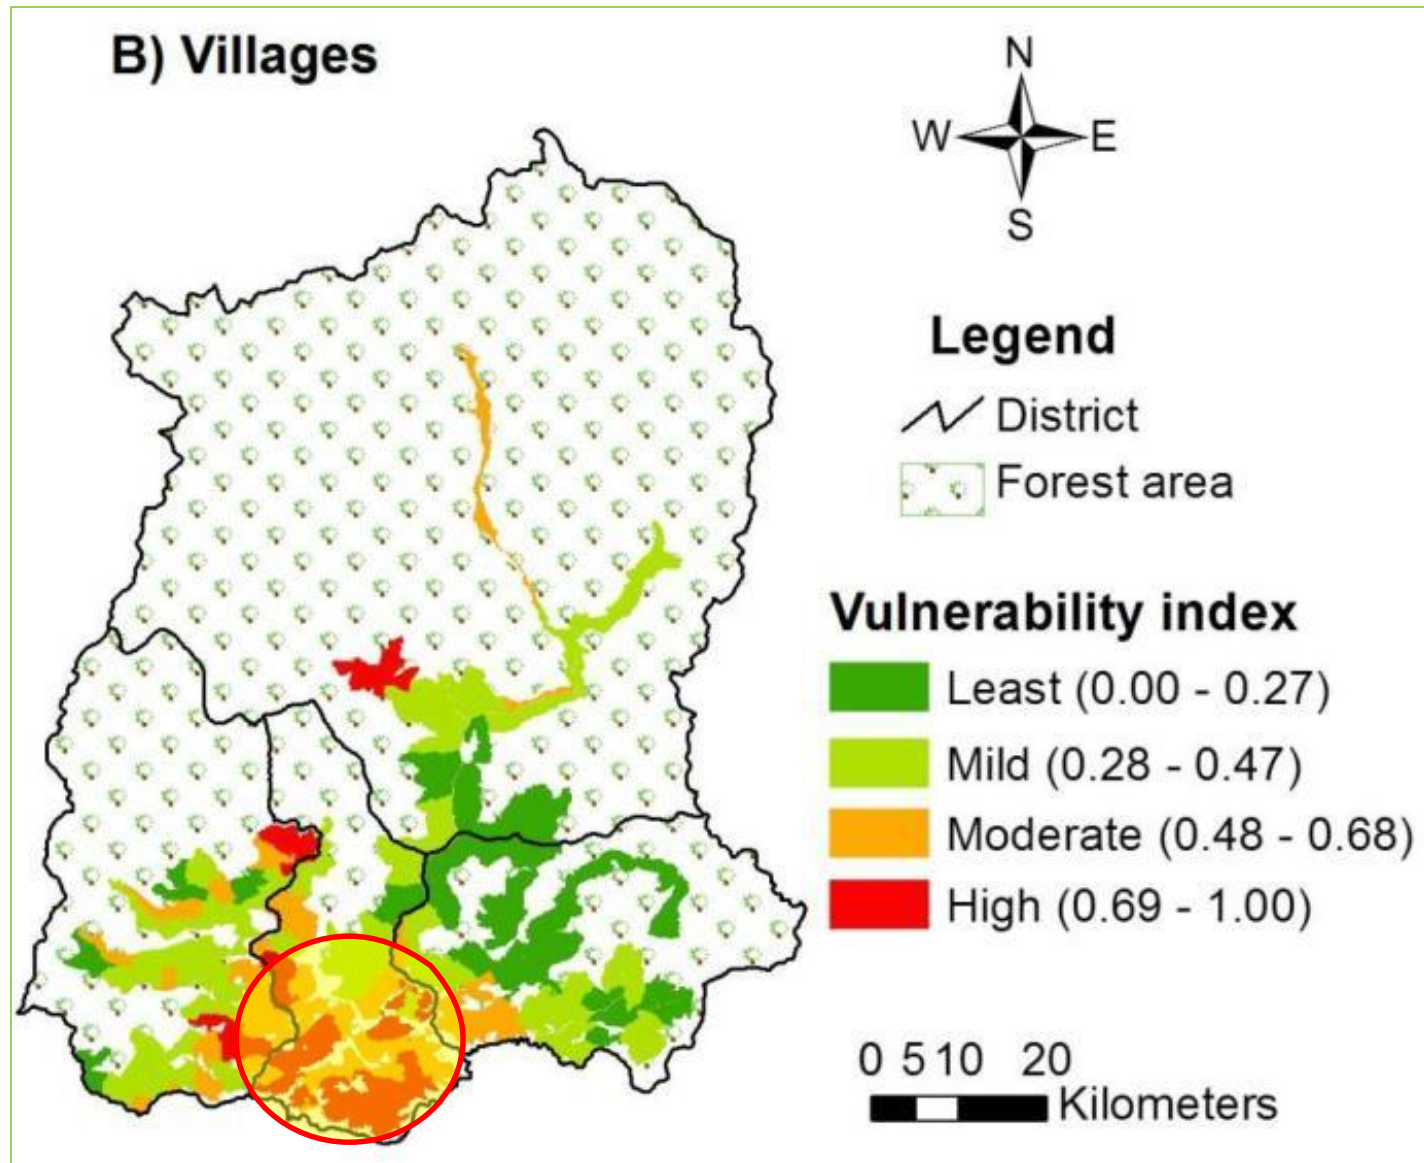 B) Villages
N
W E
S
Legend
District
Forest area
Vulnerability index
Least (0.00 - 0.27)
Mild (0.28 - 0.47)
Moderate (0.48 - 0.68)
High (0.69 - 1.00)
0 5 10 20
Kilometers